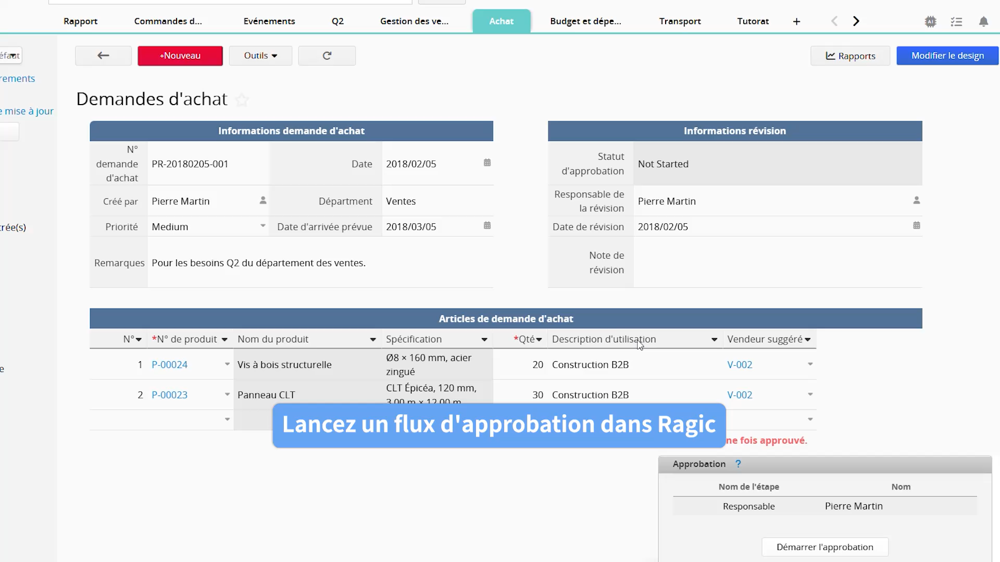 Rapport
Commandes d...
Evénements
Q2
Gestion des ve...
Achat
Budget et dépe...
Transport
Tutorat
+
AI
éfaut
+Nouveau
Outils
Rapports
Modifier le design
rements
Demandes d'achat
e mise à jour
Informations demande d'achat
Informations révision
N°
demande
d'achat
PR-20180205-001
Date
2018/02/05
Statut
d'approbation
Not Started
Créé par
Pierre Martin
Département
Ventes
Responsable de
la révision
Pierre Martin
trée(s)
Priorité
Medium
Date d'arrivée prévue
2018/03/05
Date de révision
2018/02/05
Remarques
Pour les besoins Q2 du département des ventes.
Note de
révision
Articles de demande d'achat
N°
*N° de produit
Nom du produit
Spécification
*Qté
Description d'utilisation
Vendeur suggéré
e
1
P-00024
Vis à bois structurelle
Ø8 × 160 mm, acier
zingué
20
Construction B2B
V-002
2
P-00023
Panneau CLT
CLT Épicéa, 120 mm,
3,00 m × 12,00 m
30
Construction B2B
V-002
Lancez un flux d'approbation dans Ragic
ne fois approuvé.
Approbation ?
Nom de l'étape
Nom
Responsable
Pierre Martin
Démarrer l'approbation